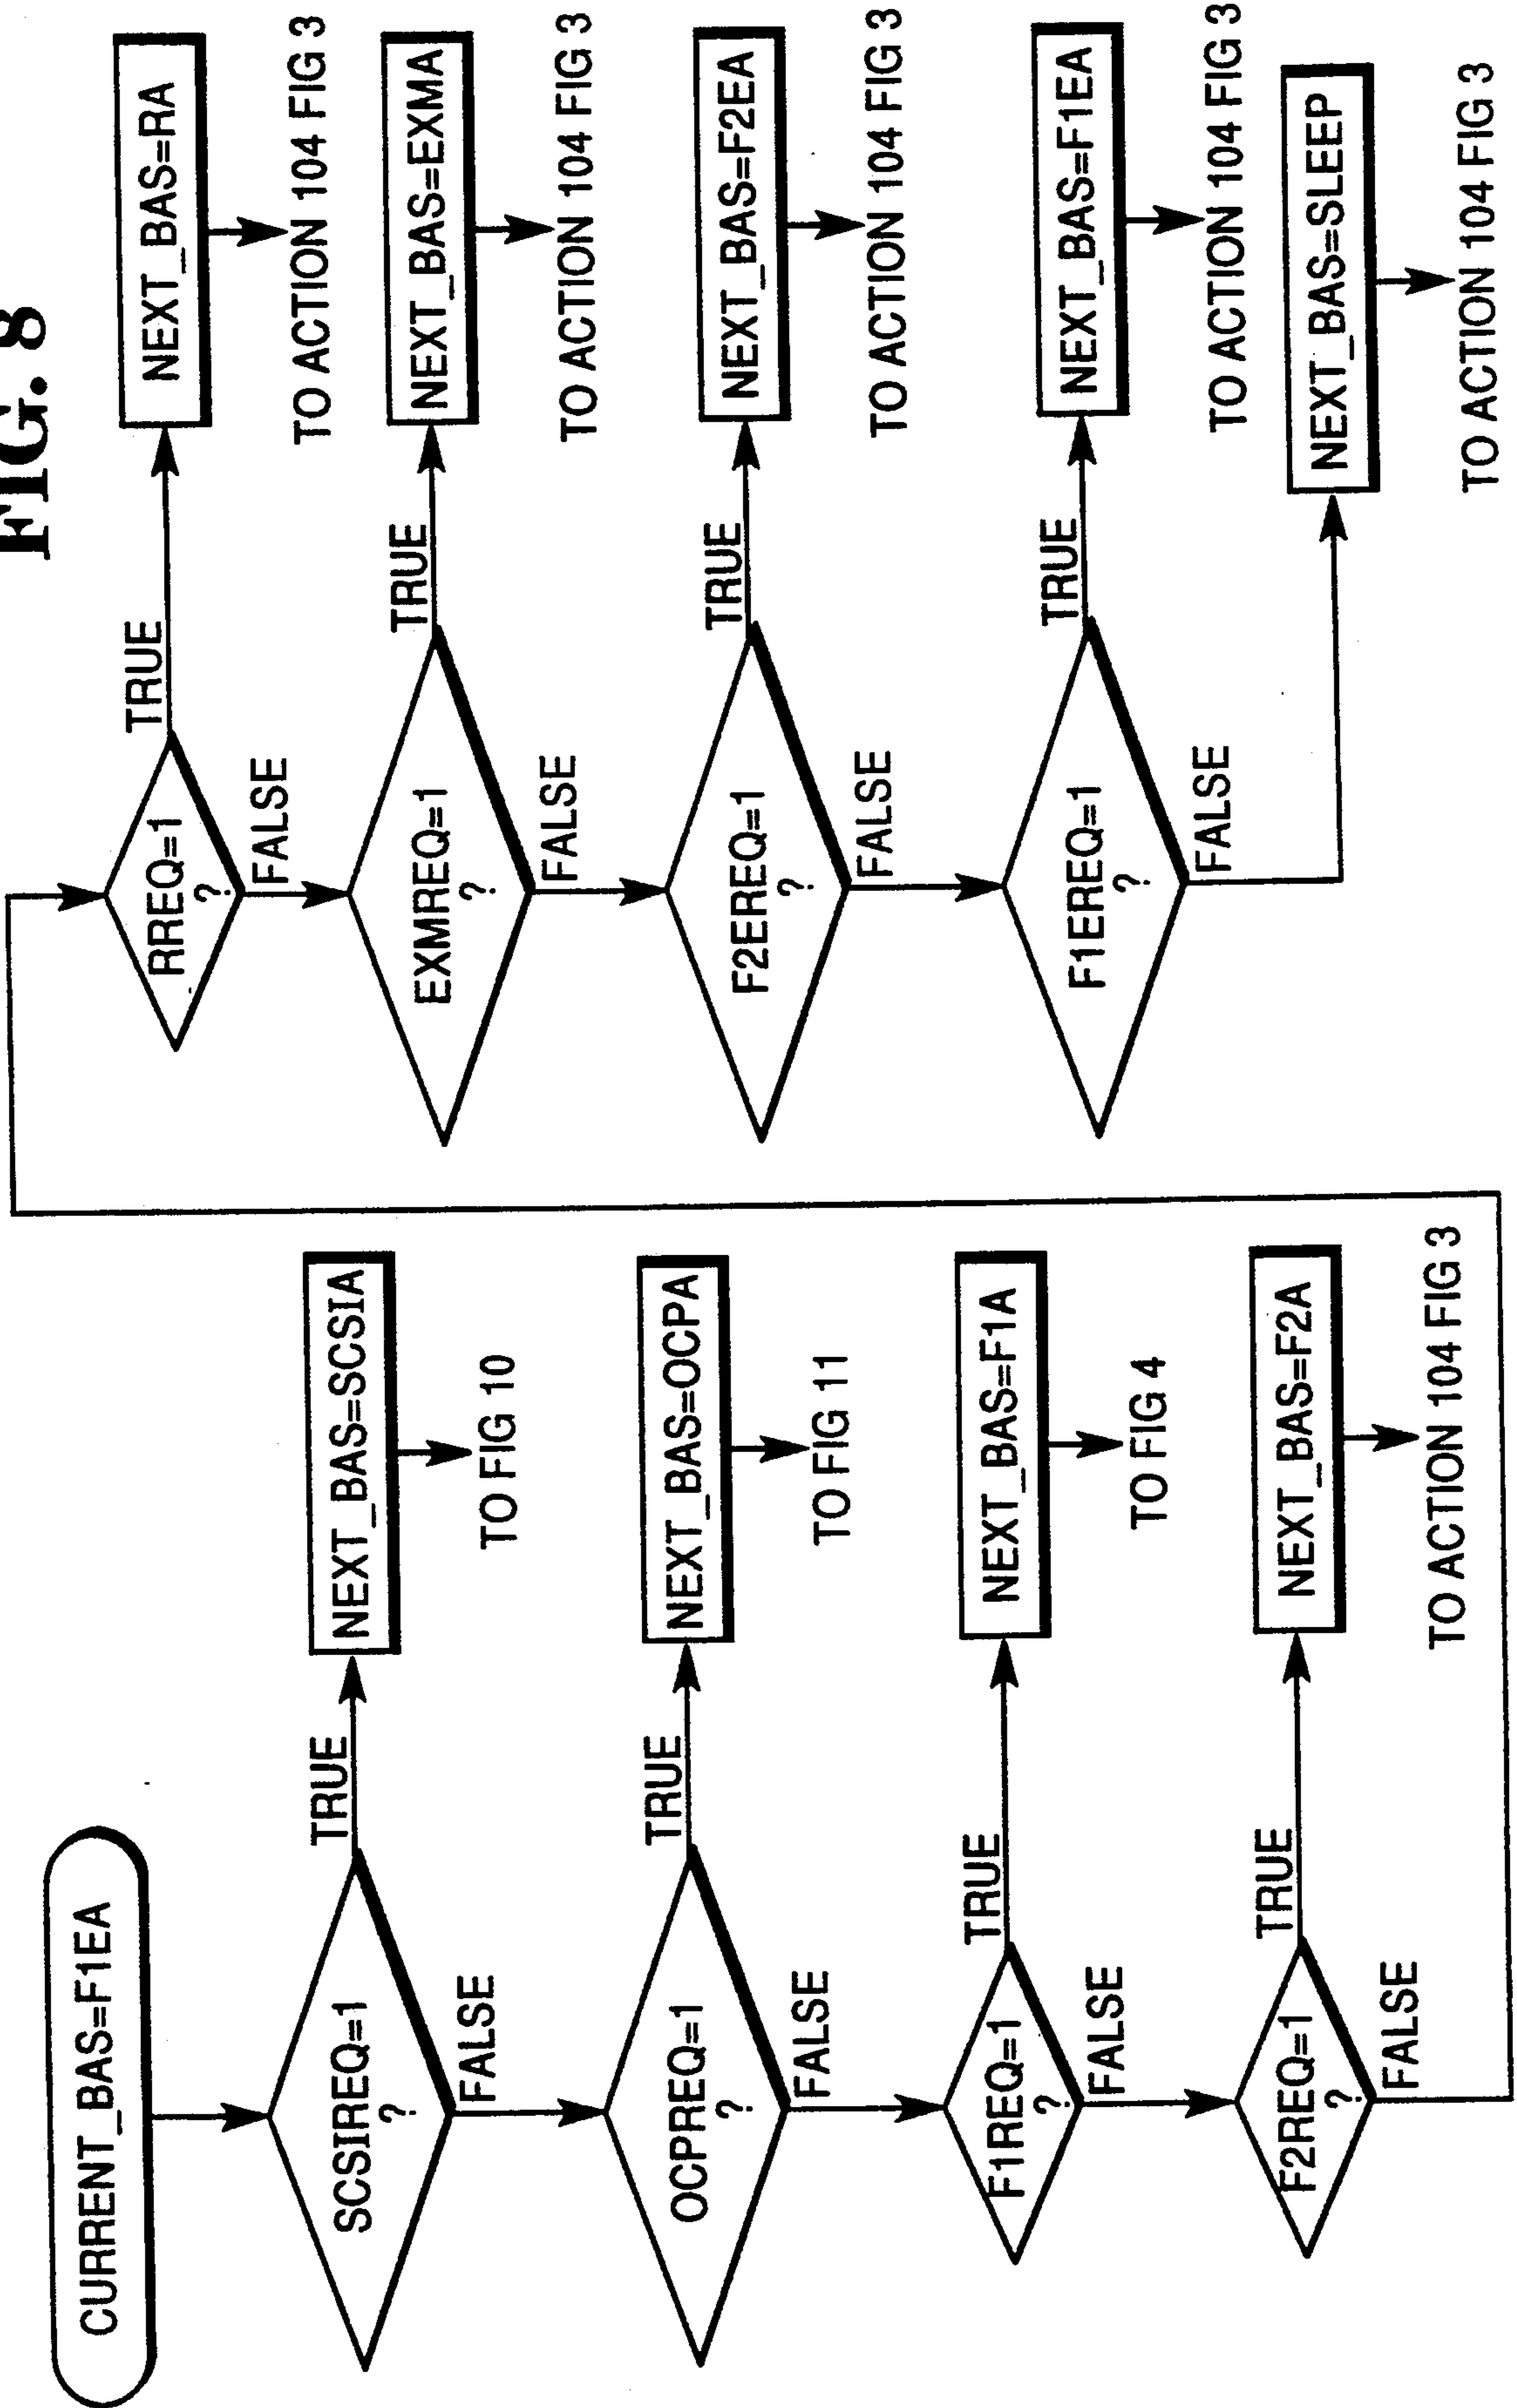 FIG. 8
CURRENT_BAS=F1EA
SCSIREQ=1
?
TRUE
NEXT_BAS=SCSIA
TO FIG 10
FALSE
OCPREQ=1
?
TRUE
NEXT_BAS=OCPA
TO FIG 11
FALSE
F1REQ=1
?
TRUE
NEXT_BAS=F1A
TO FIG 4
FALSE
F2REQ=1
?
TRUE
NEXT_BAS=F2A
TO ACTION 104 FIG 3
FALSE
RREQ=1
?
TRUE
NEXT_BAS=RA
TO ACTION 104 FIG 3
FALSE
EXMREQ=1
?
TRUE
NEXT_BAS=EXMA
TO ACTION 104 FIG 3
FALSE
F2EREQ=1
?
TRUE
NEXT_BAS=F2EA
TO ACTION 104 FIG 3
FALSE
F1EREQ=1
?
TRUE
NEXT_BAS=F1EA
TO ACTION 104 FIG 3
FALSE
NEXT_BAS=SLEEP
TO ACTION 104 FIG 3